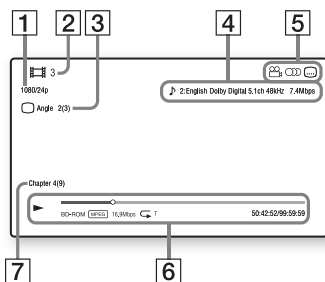 1 2 3 4 5
3
1080/24p
2:English Dolby Digital 5.1ch 48kHz 7.4Mbps
Angle 2(3)
Chapter 4(9)
BD-ROM MPEG 16,9Mbps T 50:42:52/99:59:59
7 6